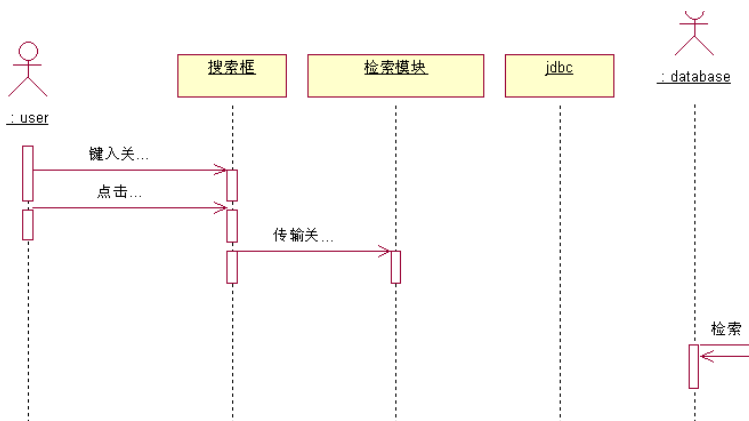 搜索框
检索模块
jdbc
: database
: user
键入关...
点击...
传输关...
检索